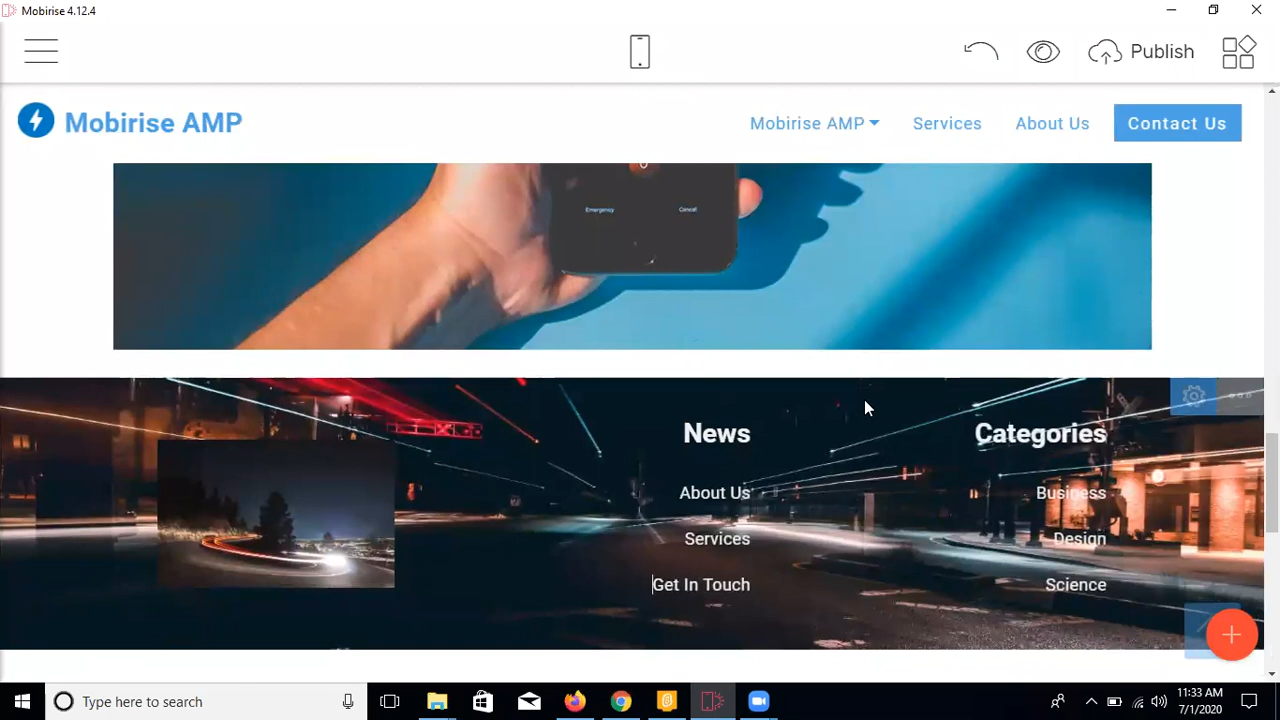 Mobirise 4.12.4
Publish
Mobirise AMP
Mobirise AMP Services About Us Contact Us
Emergency Cancel
News Categories
About Us Business
Services Design
Get In Touch Science
Type here to search
11:33 AM
7/1/2020